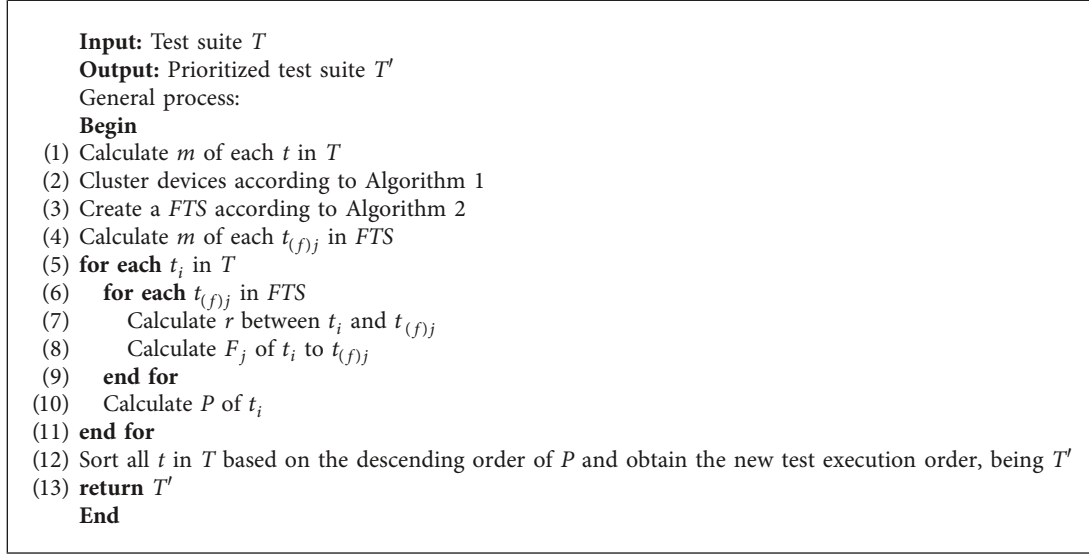 Input: Test suite T
Output: Prioritized test suite T′
General process:
Begin
(1) Calculate m of each t in T
(2) Cluster devices according to Algorithm 1
(3) Create a FTS according to Algorithm 2
(4) Calculate m of each t(f)j in FTS
(5) for each ti in T
(6) for each t(f)j in FTS
(7) Calculate r between ti and t(f)j
(8) Calculate Fj of ti to t(f)j
(9) end for
(10) Calculate P of ti
(11) end for
(12) Sort all t in T based on the descending order of P and obtain the new test execution order, being T′
(13) return T′
End